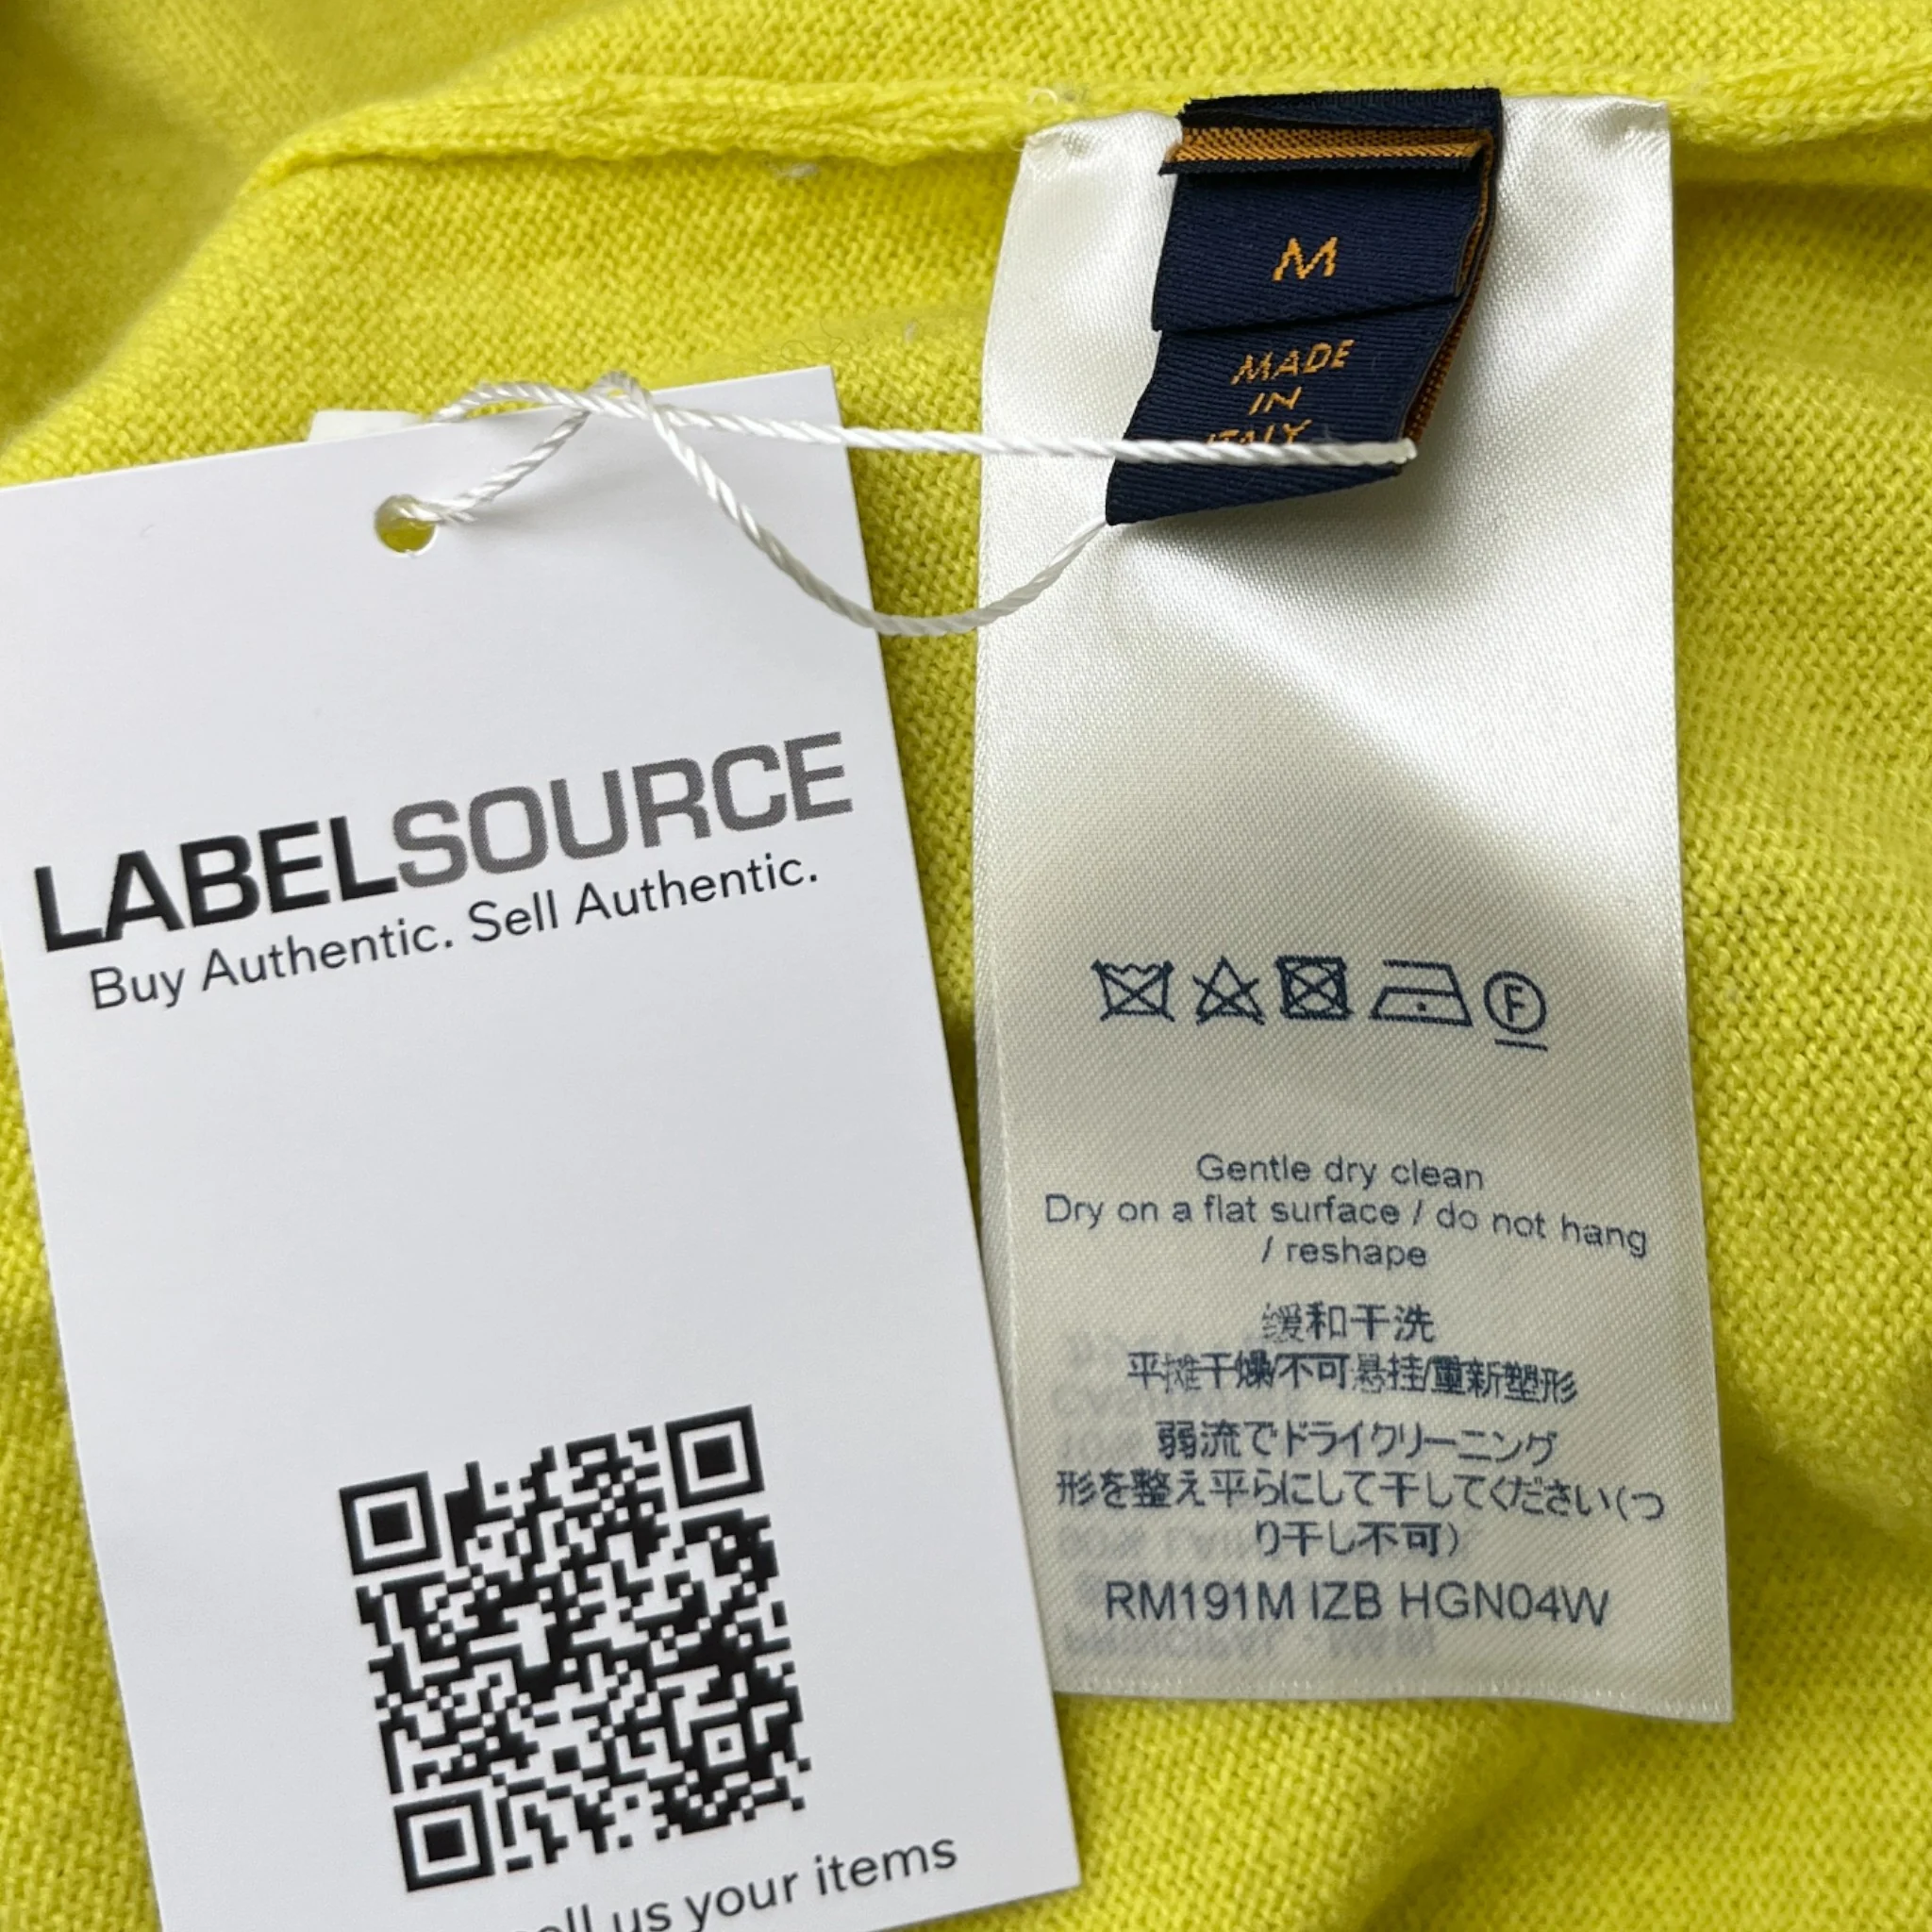 M
MADE
IN
ITALY
LABELSOURCE
Buy Authentic. Sell Authentic.
us your items
F
Gentle dry clean
Dry on a flat surface / do not hang
/ reshape
缓和干洗
平摊干燥/不可悬挂/重新塑形
弱流でドライクリーニング
形を整え平らにして干してください(つ
り干し不可)
RM191M IZB HGN04W